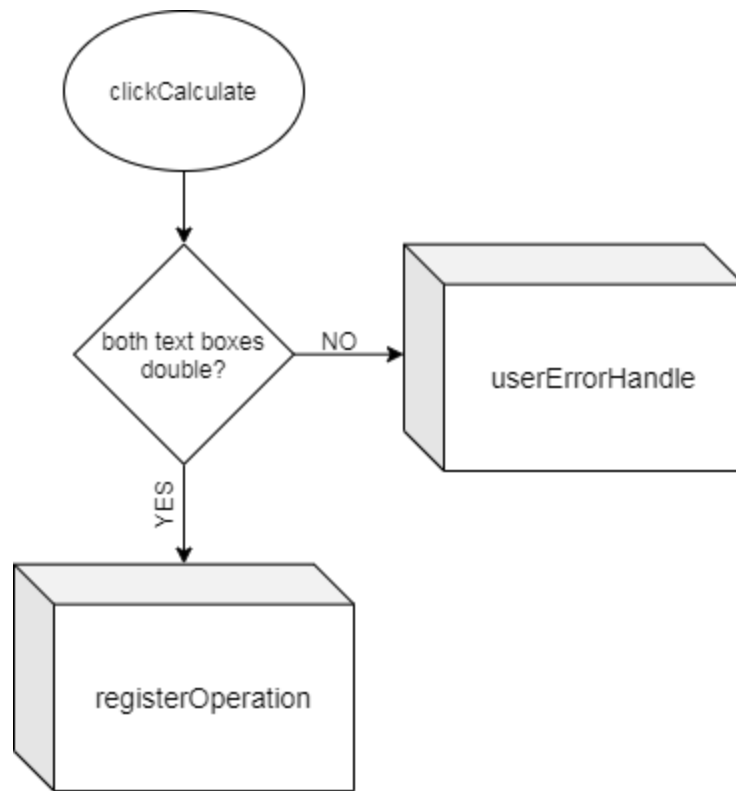 clickCalculate
both text boxes
double?
NO
userErrorHandle
YES
registerOperation